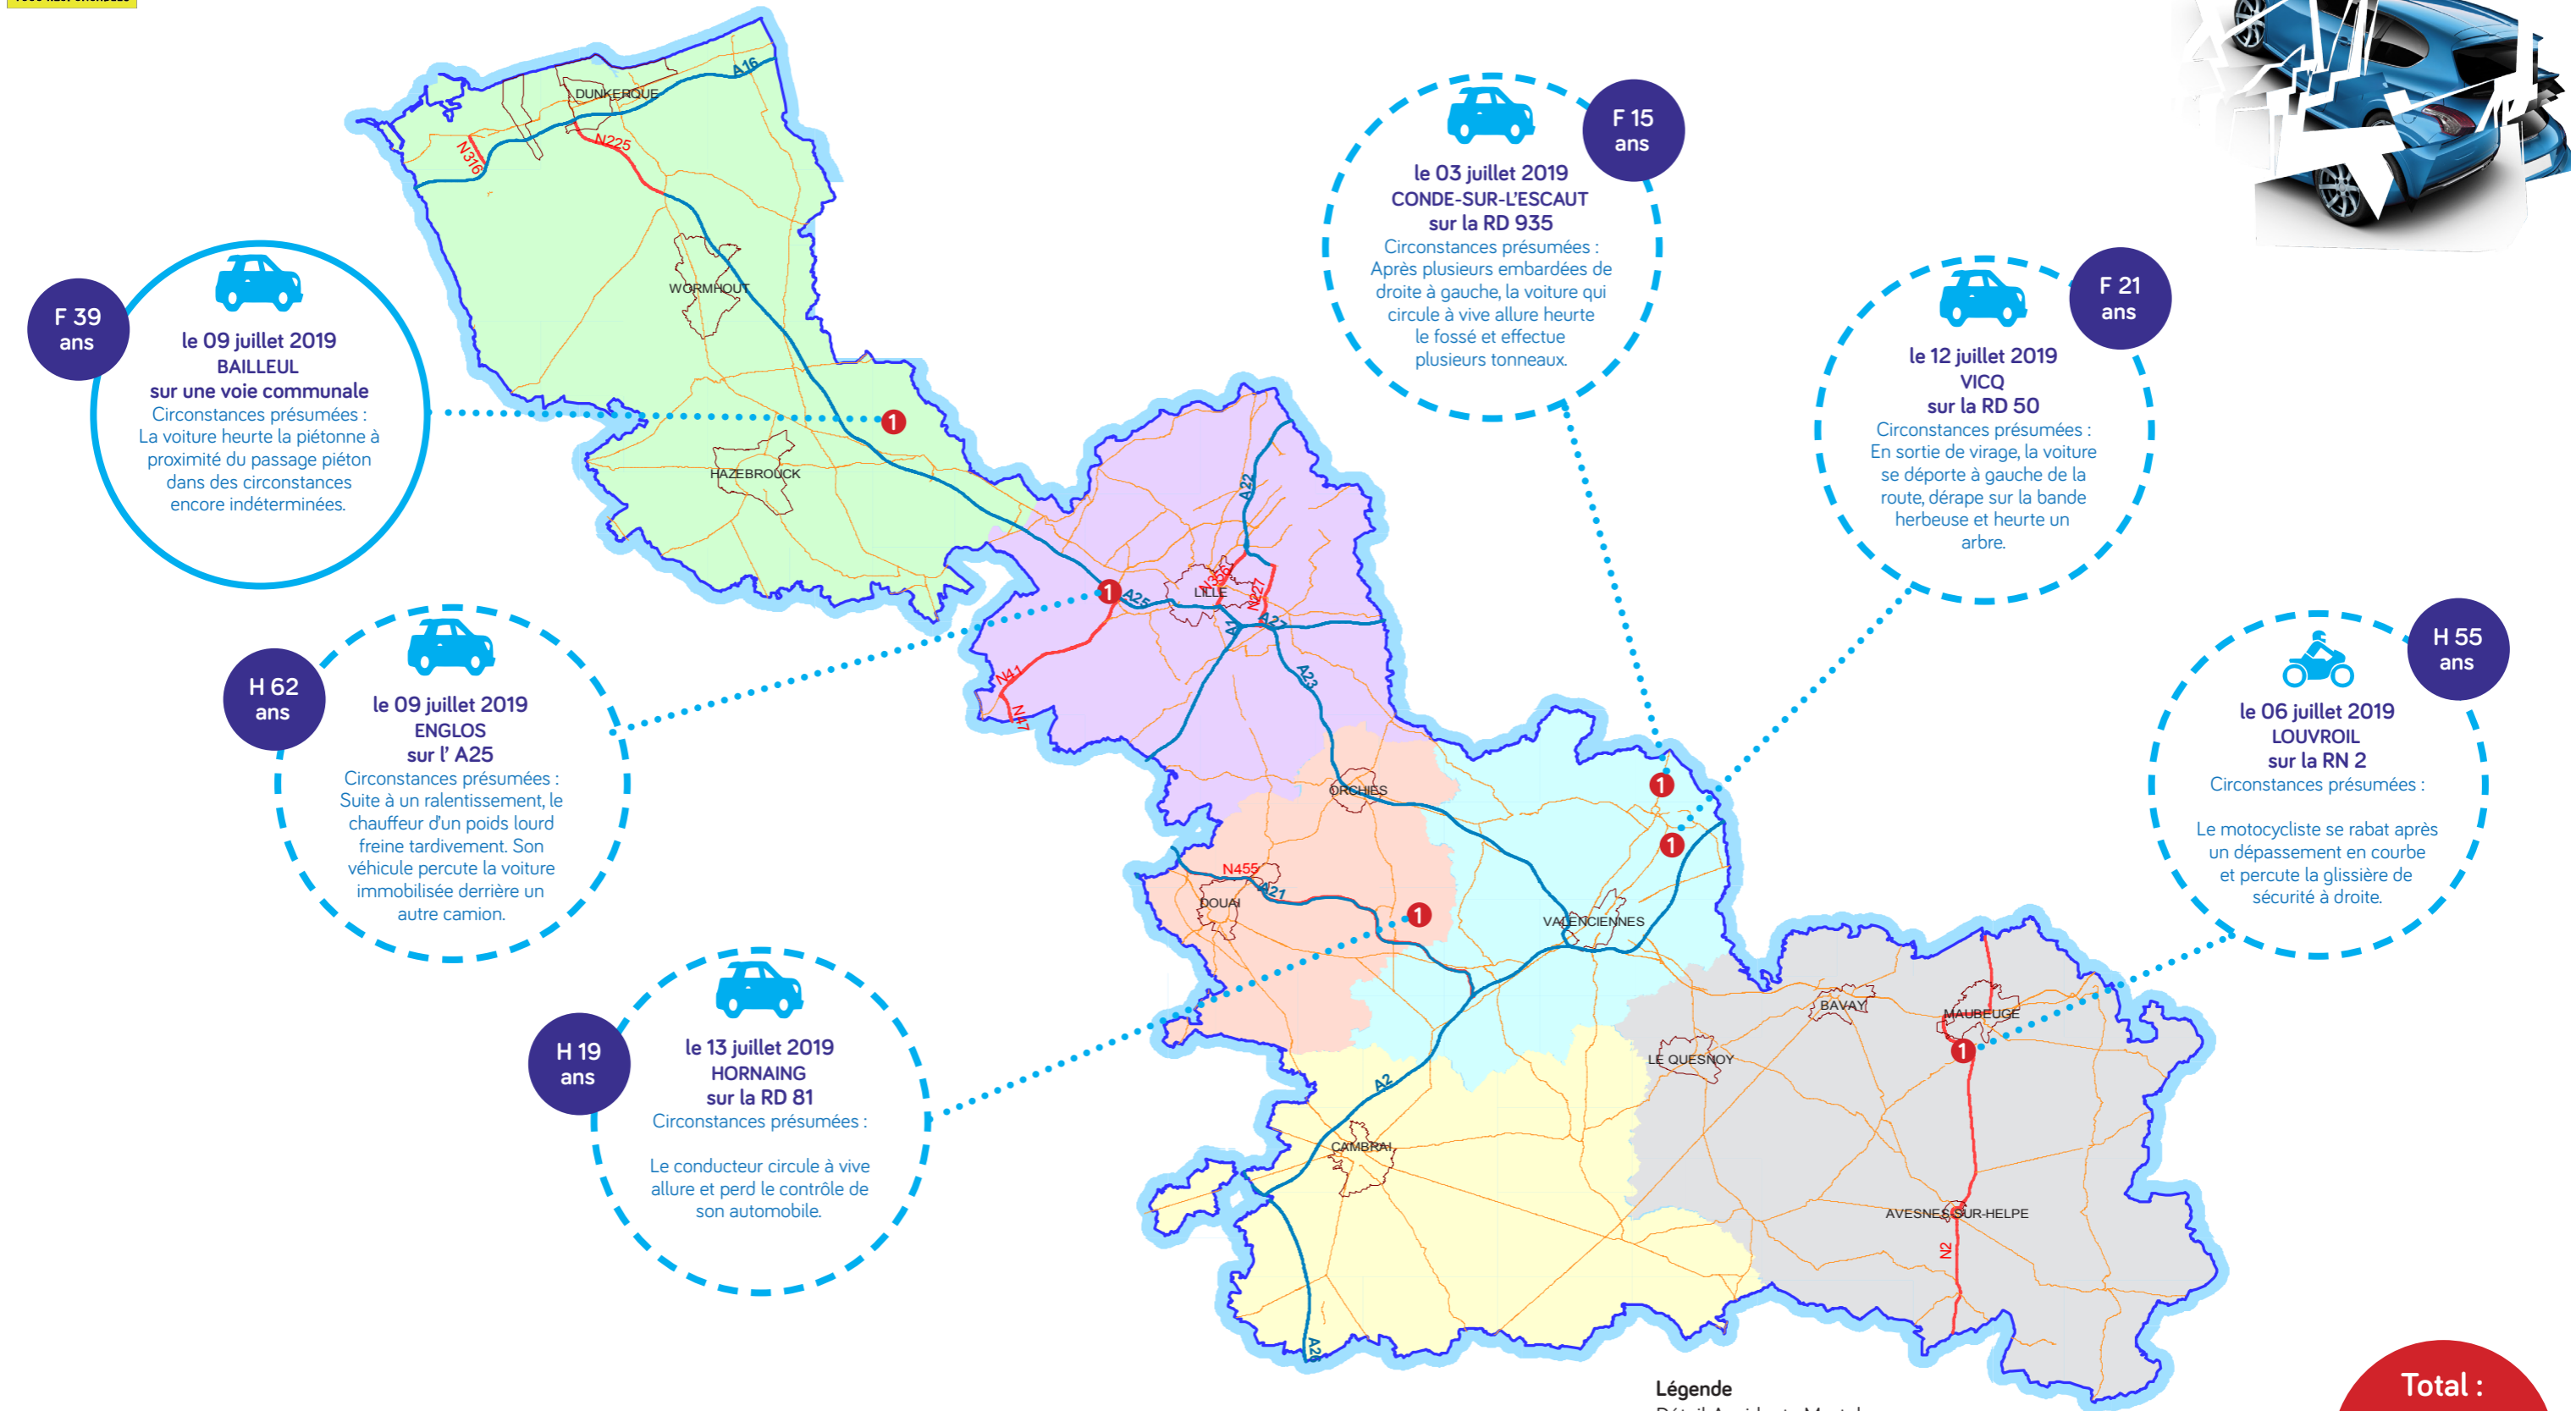 F 39
ans
le 09 juillet 2019
BAILLEUL
sur une voie communale
Circonstances présumées :
La voiture heurte la piétonne à
proximité du passage piéton
dans des circonstances
encore indéterminées.
H 62
ans
le 09 juillet 2019
ENGLOS
sur l' A25
Circonstances présumées :
Suite à un ralentissement, le
chauffeur d'un poids lourd
freine tardivement. Son
véhicule percute la voiture
immobilisée derrière un
autre camion.
H 19
ans
le 13 juillet 2019
HORNAING
sur la RD 81
Circonstances présumées :
Le conducteur circule à vive
allure et perd le contrôle de
son automobile.
F 15
ans
le 03 juillet 2019
CONDE-SUR-L'ESCAUT
sur la RD 935
Circonstances présumées :
Après plusieurs embardées de
droite à gauche, la voiture qui
circule à vive allure heurte
le fossé et effectue
plusieurs tonneaux.
F 21
ans
le 12 juillet 2019
VICQ
sur la RD 50
Circonstances présumées :
En sortie de virage, la voiture
se déporte à gauche de la
route, dérape sur la bande
herbeuse et heurte un
arbre.
H 55
ans
le 06 juillet 2019
LOUVROIL
sur la RN 2
Circonstances présumées :
Le motocycliste se rabat après
un dépassement en courbe
et percute la glissière de
sécurité à droite.
A16
DUNKERQUE
N316
N225
WORMHOUT
1
HAZEBROUCK
A22
1
A25
N356
LILLE
N227
A1
A27
N41
N47
A23
ORCHIES
1
1
N455
A21
DOUAI
1
VALENCIENNES
BAVAY
MAUBEUGE
1
LE QUESNOY
A2
CAMBRAI
AVESNES-SUR-HELPE
N2
A26
Légende
Total :